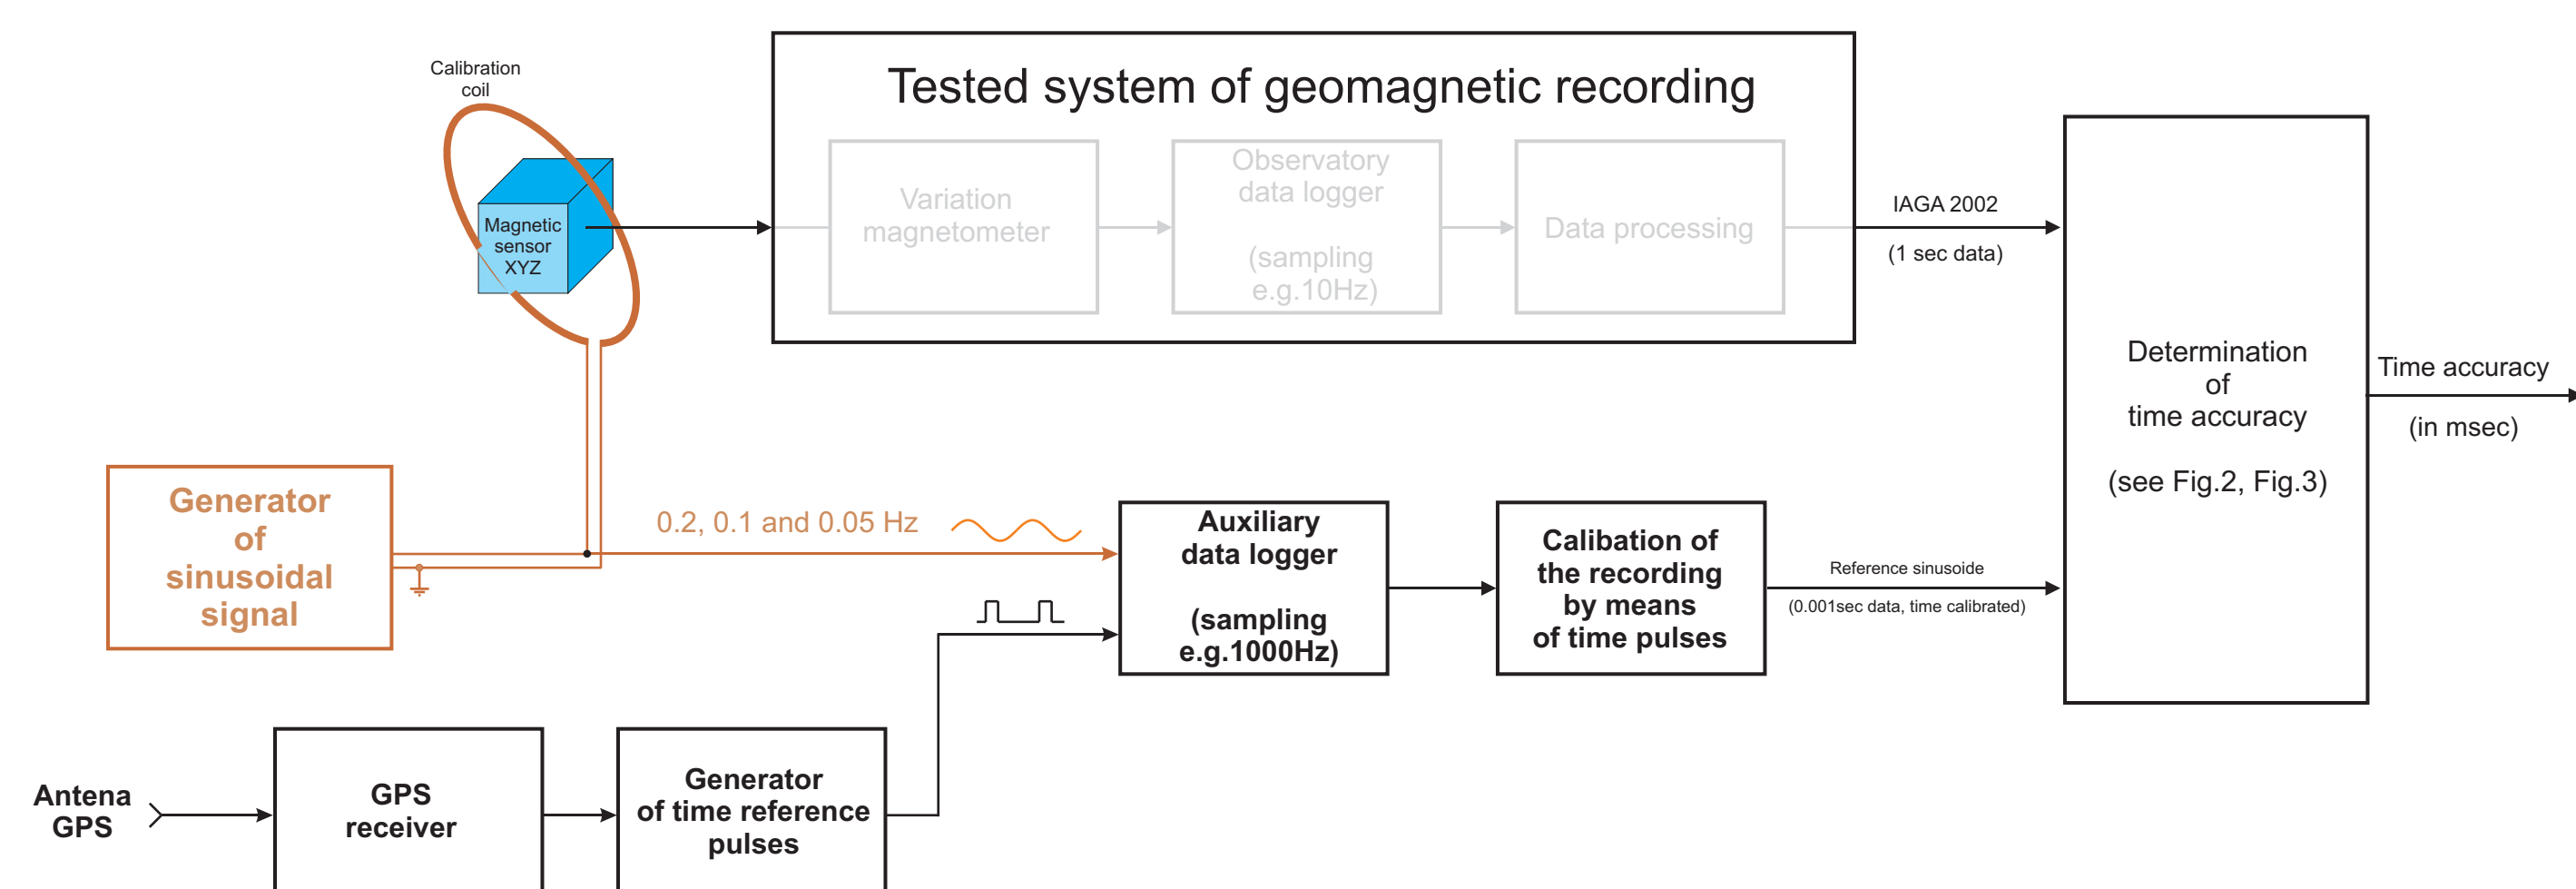 Calibration
coil
Magnetic
sensor
XYZ
Tested system of geomagnetic recording
Variation
magnetometer
Observatory
data logger
(sampling
e.g.10Hz)
Data processing
IAGA 2002
(1 sec data)
Determination
of
time accuracy
(see Fig.2, Fig.3)
Time accuracy
(in msec)
Generator
of
sinusoidal
signal
0.2, 0.1 and 0.05 Hz
Auxiliary
data logger
(sampling
e.g.1000Hz)
Calibation of
the recording
by means
of time pulses
Reference sinusoide
(0.001sec data, time calibrated)
Antena
GPS
GPS
receiver
Generator
of time reference
pulses